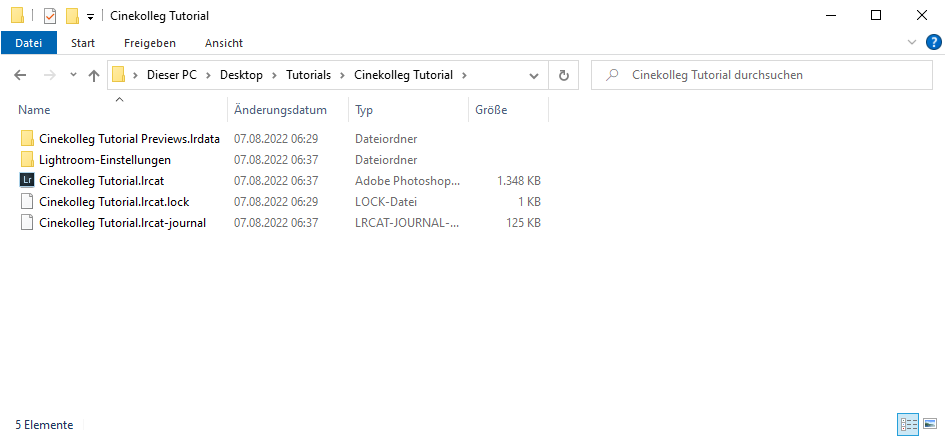 Cinekolleg Tutorial
Datei Start Freigeben Ansicht
Dieser PC Desktop Tutorials Cinekolleg Tutorial Cinekolleg Tutorial durchsuchen
Name Änderungsdatum Typ Größe
Cinekolleg Tutorial Previews.lrdata 07.08.2022 06:29 Dateiordner
Lightroom-Einstellungen 07.08.2022 06:37 Dateiordner
Lr Cinekolleg Tutorial.lrcat 07.08.2022 06:37 Adobe Photoshop... 1.348 KB
Cinekolleg Tutorial.lrcat.lock 07.08.2022 06:29 LOCK-Datei 1 KB
Cinekolleg Tutorial.lrcat-journal 07.08.2022 06:37 LRCAT-JOURNAL-... 125 KB
5 Elemente